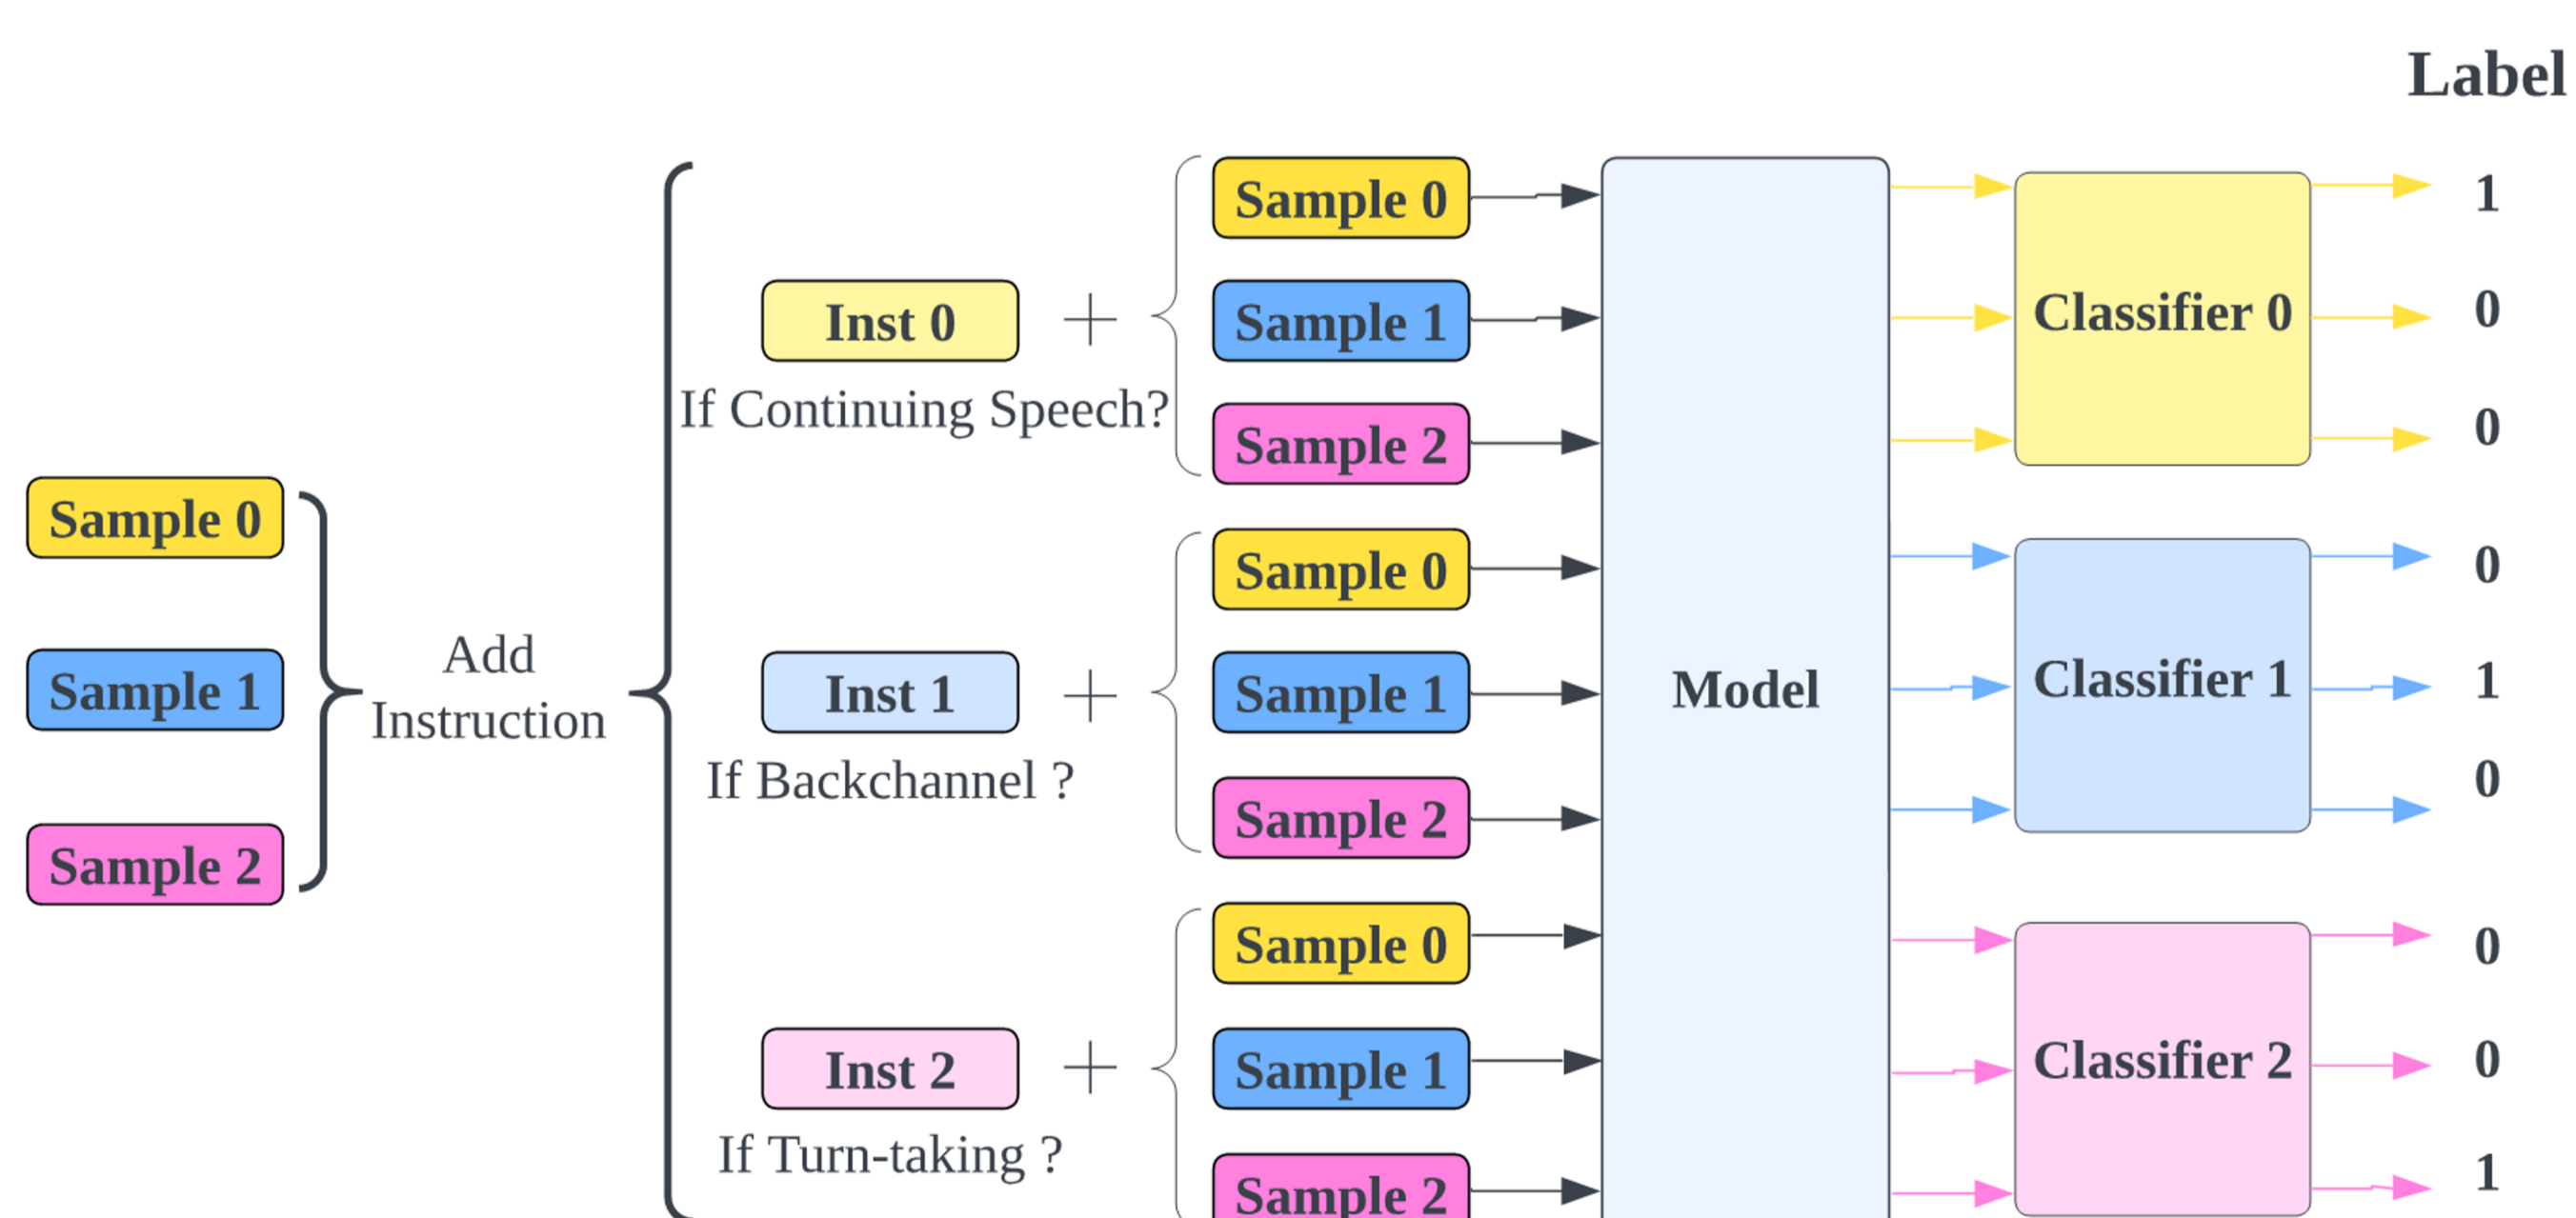 Label
Sample 0
Sample 1
Sample 2
Add
Instruction
Inst 0
If Continuing Speech?
Inst 1
If Backchannel ?
Inst 2
If Turn-taking ?
Sample 0
Sample 1
Sample 2
Sample 0
Sample 1
Sample 2
Sample 0
Sample 1
Sample 2
Model
Classifier 0
Classifier 1
Classifier 2
1
0
0
0
1
0
0
0
1